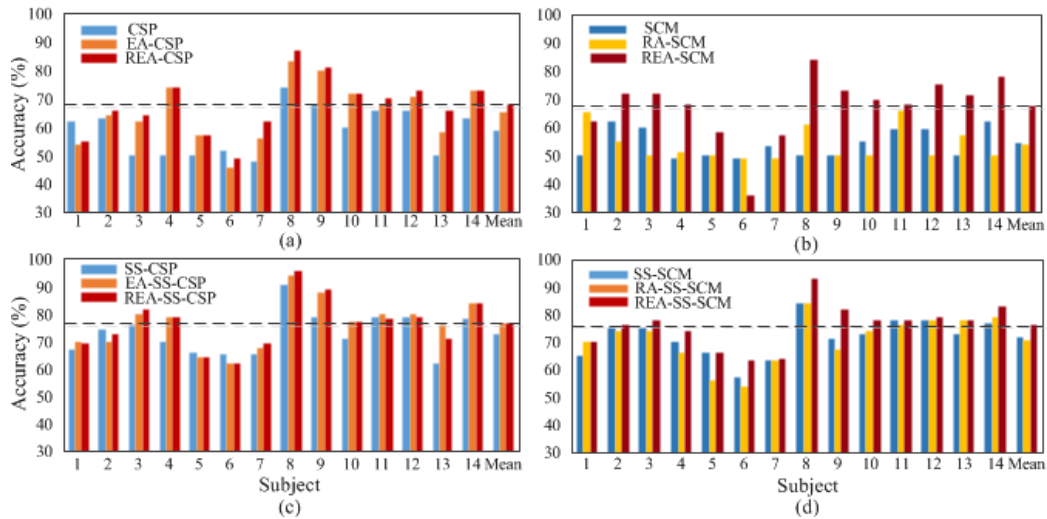 100
90
80
70
60
50
40
30
Accuracy (%)
CSP
EA-CSP
REA-CSP
1 2 3 4 5 6 7 8 9 10 11 12 13 14 Mean
(a)
100
90
80
70
60
50
40
30
SCM
RA-SCM
REA-SCM
1 2 3 4 5 6 7 8 9 10 11 12 13 14 Mean
(b)
100
90
80
70
60
50
40
30
Accuracy (%)
SS-CSP
EA-SS-CSP
REA-SS-CSP
1 2 3 4 5 6 7 8 9 10 11 12 13 14 Mean
Subject
(c)
100
90
80
70
60
50
40
30
SS-SCM
RA-SS-SCM
REA-SS-SCM
1 2 3 4 5 6 7 8 9 10 11 12 13 14 Mean
Subject
(d)